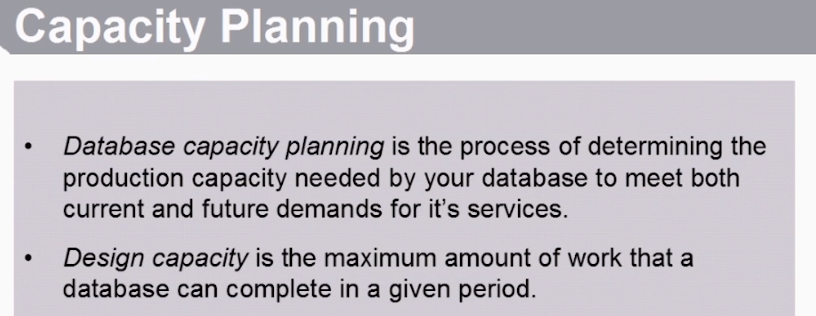 Capacity Planning
• Database capacity planning is the process of determining the
production capacity needed by your database to meet both
current and future demands for it's services.
• Design capacity is the maximum amount of work that a
database can complete in a given period.